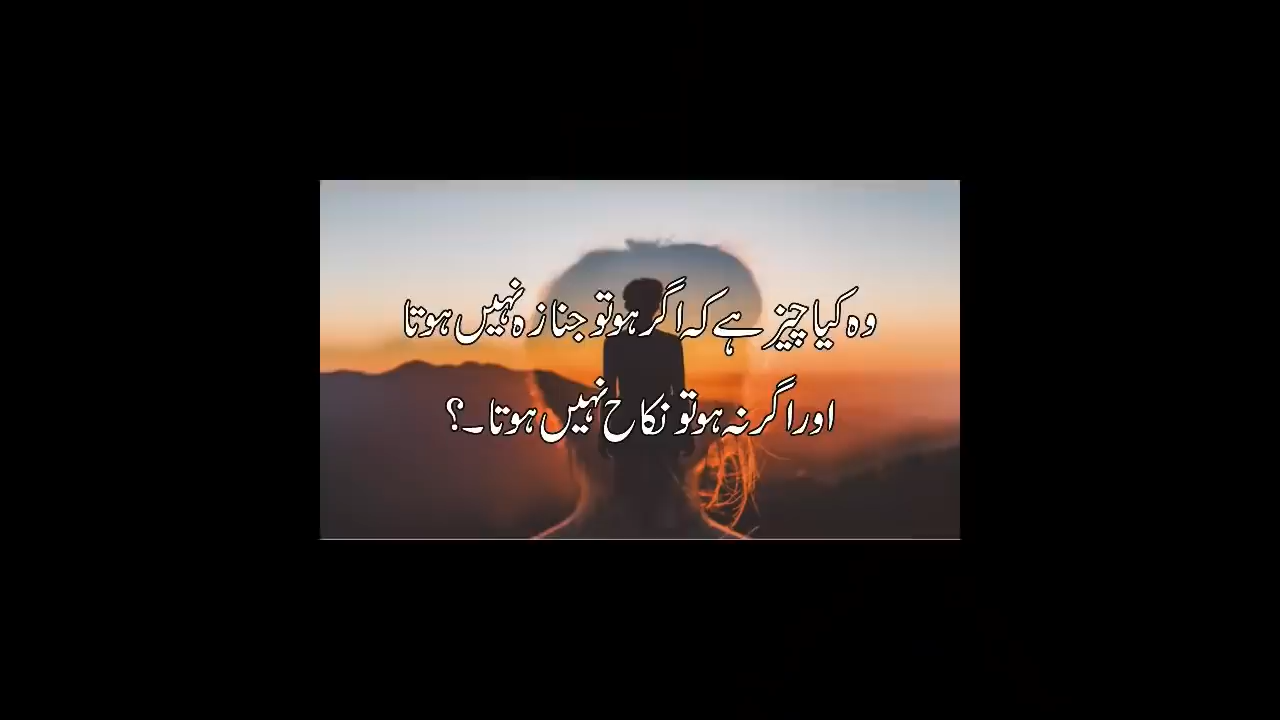 وہ کیا چیز ہے کہ اگر ہو تو جنازہ نہیں ہوتا
اور اگر نہ ہو تو نکاح نہیں ہوتا۔؟